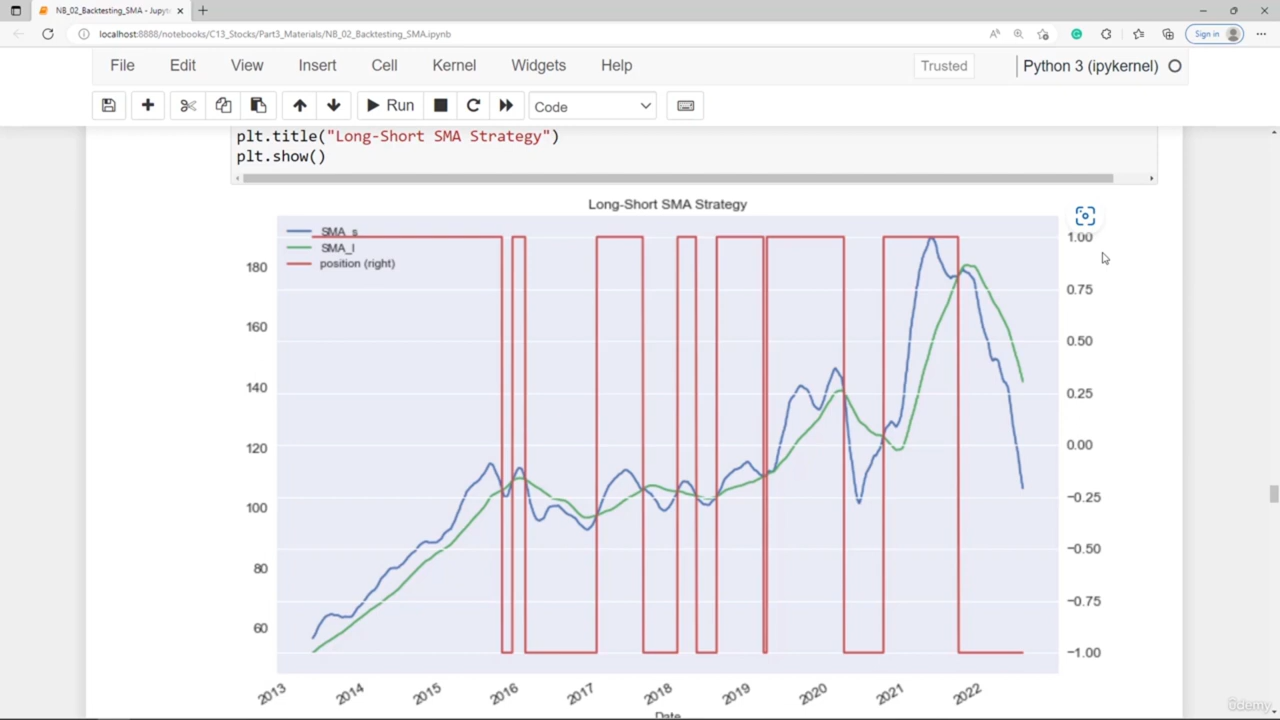 NB_02_Backtesting_SMA - Jupyt
localhost:8888/notebooks/C13_Stocks/Part3_Materials/NB_02_Backtesting_SMA.ipynb
Sign in
File Edit View Insert Cell Kernel Widgets Help
Trusted
Python 3 (ipykernel)
Run
Code
plt.title("Long-Short SMA Strategy")
plt.show()
Long-Short SMA Strategy
SMA_s
SMA_l
position (right)
180
160
140
120
100
80
60
1.00
0.75
0.50
0.25
0.00
−0.25
−0.50
−0.75
−1.00
2013 2014 2015 2016 2017 2018 2019 2020 2021 2022
Date
Udemy